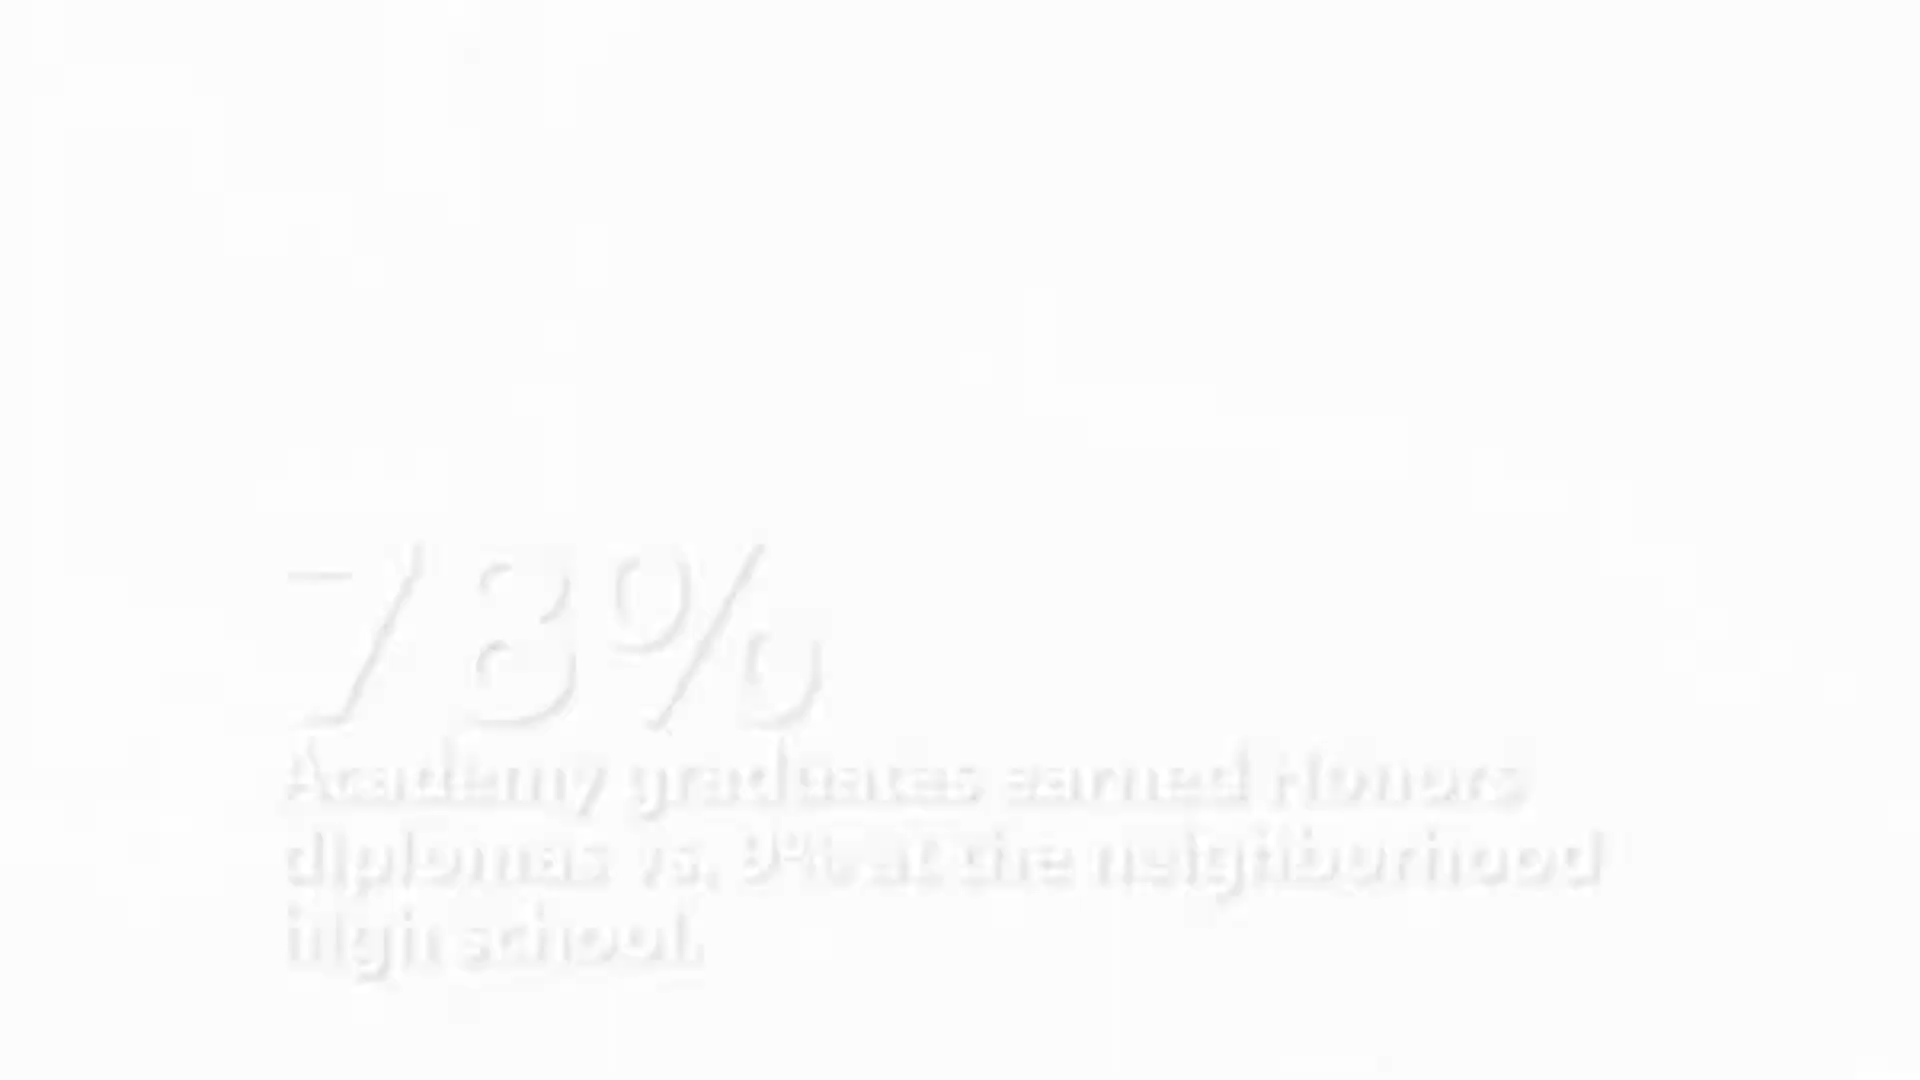 78%
Academy graduates earned Honors
diplomas vs. 9% at the neighborhood
high school.